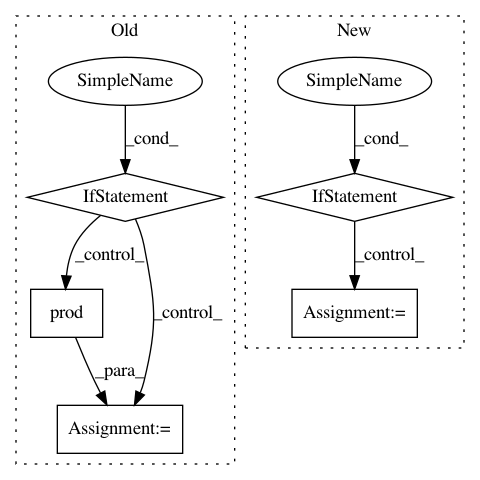 Old
SimpleName
_cond_
IfStatement
_control_
_control_
prod
_para_
Assignment:=
New
SimpleName
_cond_
IfStatement
_control_
Assignment:=